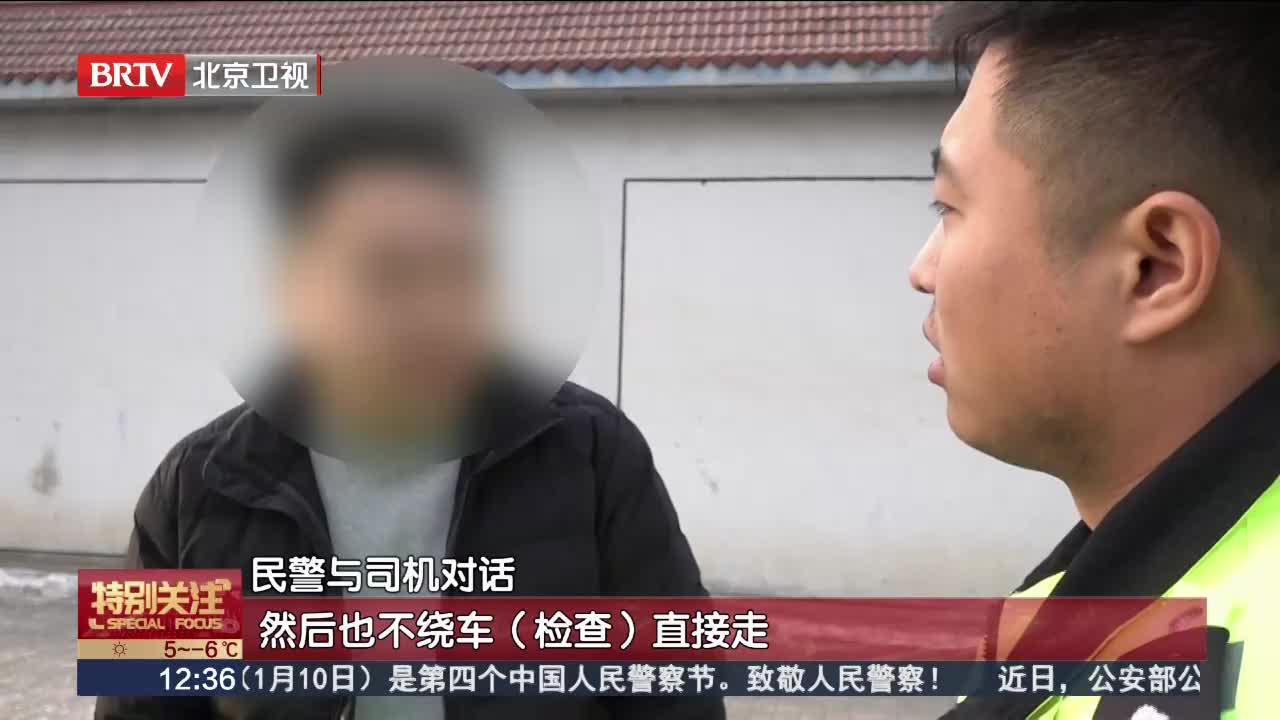 BRTV 北京卫视
民警与司机对话
特别关注
SPECIAL FOCUS
然后也不绕车（检查）直接走
5~-6℃
12:36
(1月10日）是第四个中国人民警察节。致敬人民警察！ 近日，公安部公